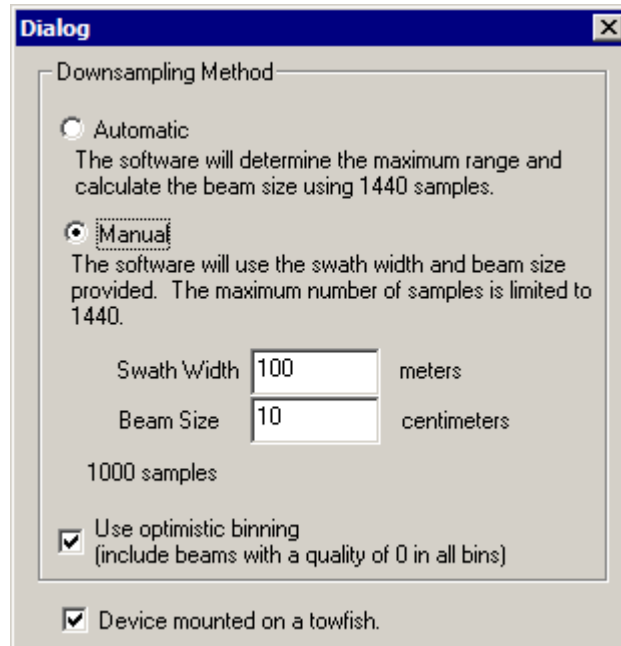 Dialog
Downsampling Method
Automatic
The software will determine the maximum range and
calculate the beam size using 1440 samples.
Manual
The software will use the swath width and beam size
provided.  The maximum number of samples is limited to
1440.
Swath Width 100 meters
Beam Size 10 centimeters
1000 samples
Use optimistic binning
(include beams with a quality of 0 in all bins)
Device mounted on a towfish.